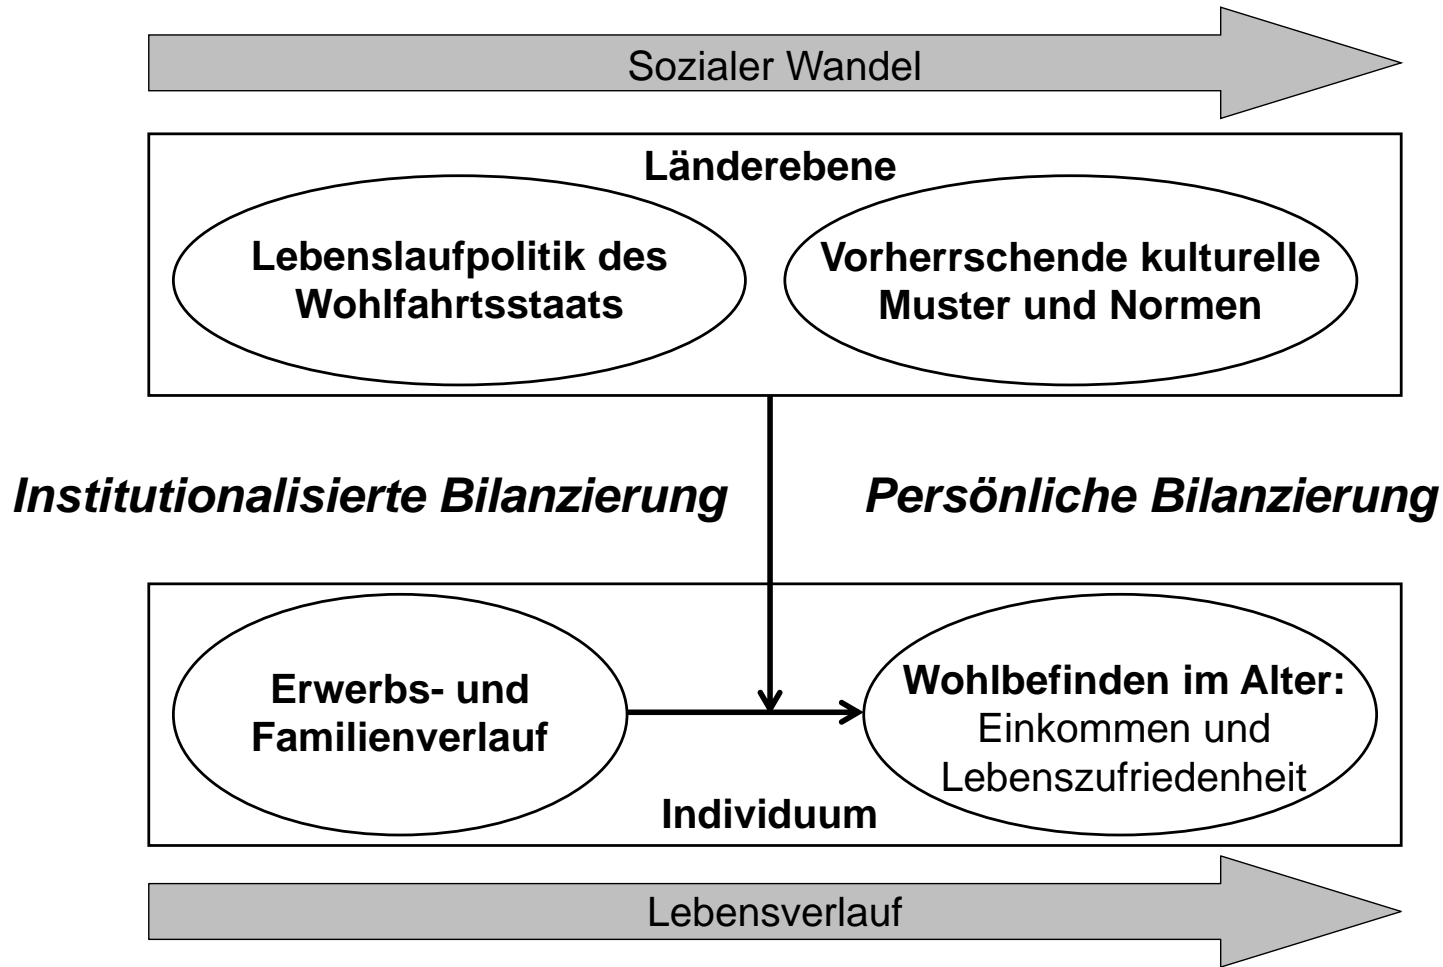 Sozialer Wandel
Länderebene
Lebenslaufpolitik des
Wohlfahrtsstaats
Vorherrschende kulturelle
Muster und Normen
Institutionalisierte Bilanzierung
Persönliche Bilanzierung
Erwerbs- und
Familienverlauf
Wohlbefinden im Alter:
Einkommen und
Lebenszufriedenheit
Individuum
Lebensverlauf